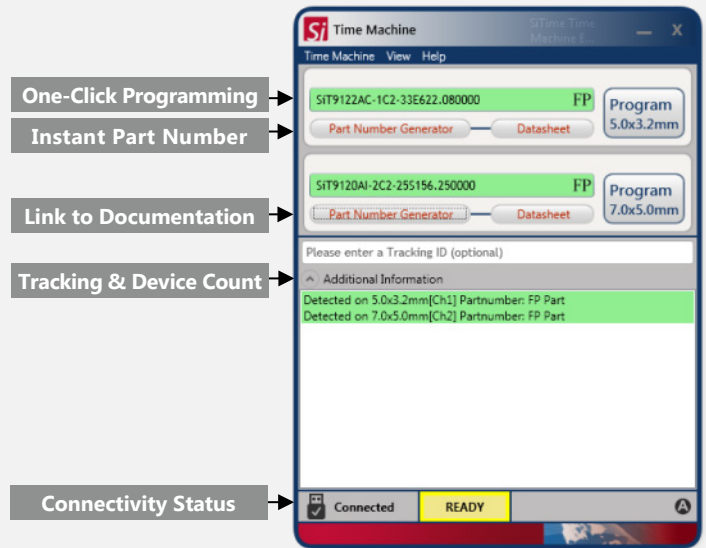 Si Time Machine
SiTime Time
Machine E...
X
Time Machine View Help
One-Click Programming
SiT9122AC-1C2-33E622.080000 FP
Program
5.0x3.2mm
Instant Part Number
Part Number Generator Datasheet
SiT9120AI-2C2-25S156.250000 FP
Program
7.0x5.0mm
Link to Documentation
Part Number Generator Datasheet
Please enter a Tracking ID (optional)
Tracking & Device Count
Additional Information
Detected on 5.0x3.2mm[Ch1] Partnumber: FP Part
Detected on 7.0x5.0mm[Ch2] Partnumber: FP Part
Connectivity Status
Connected READY A